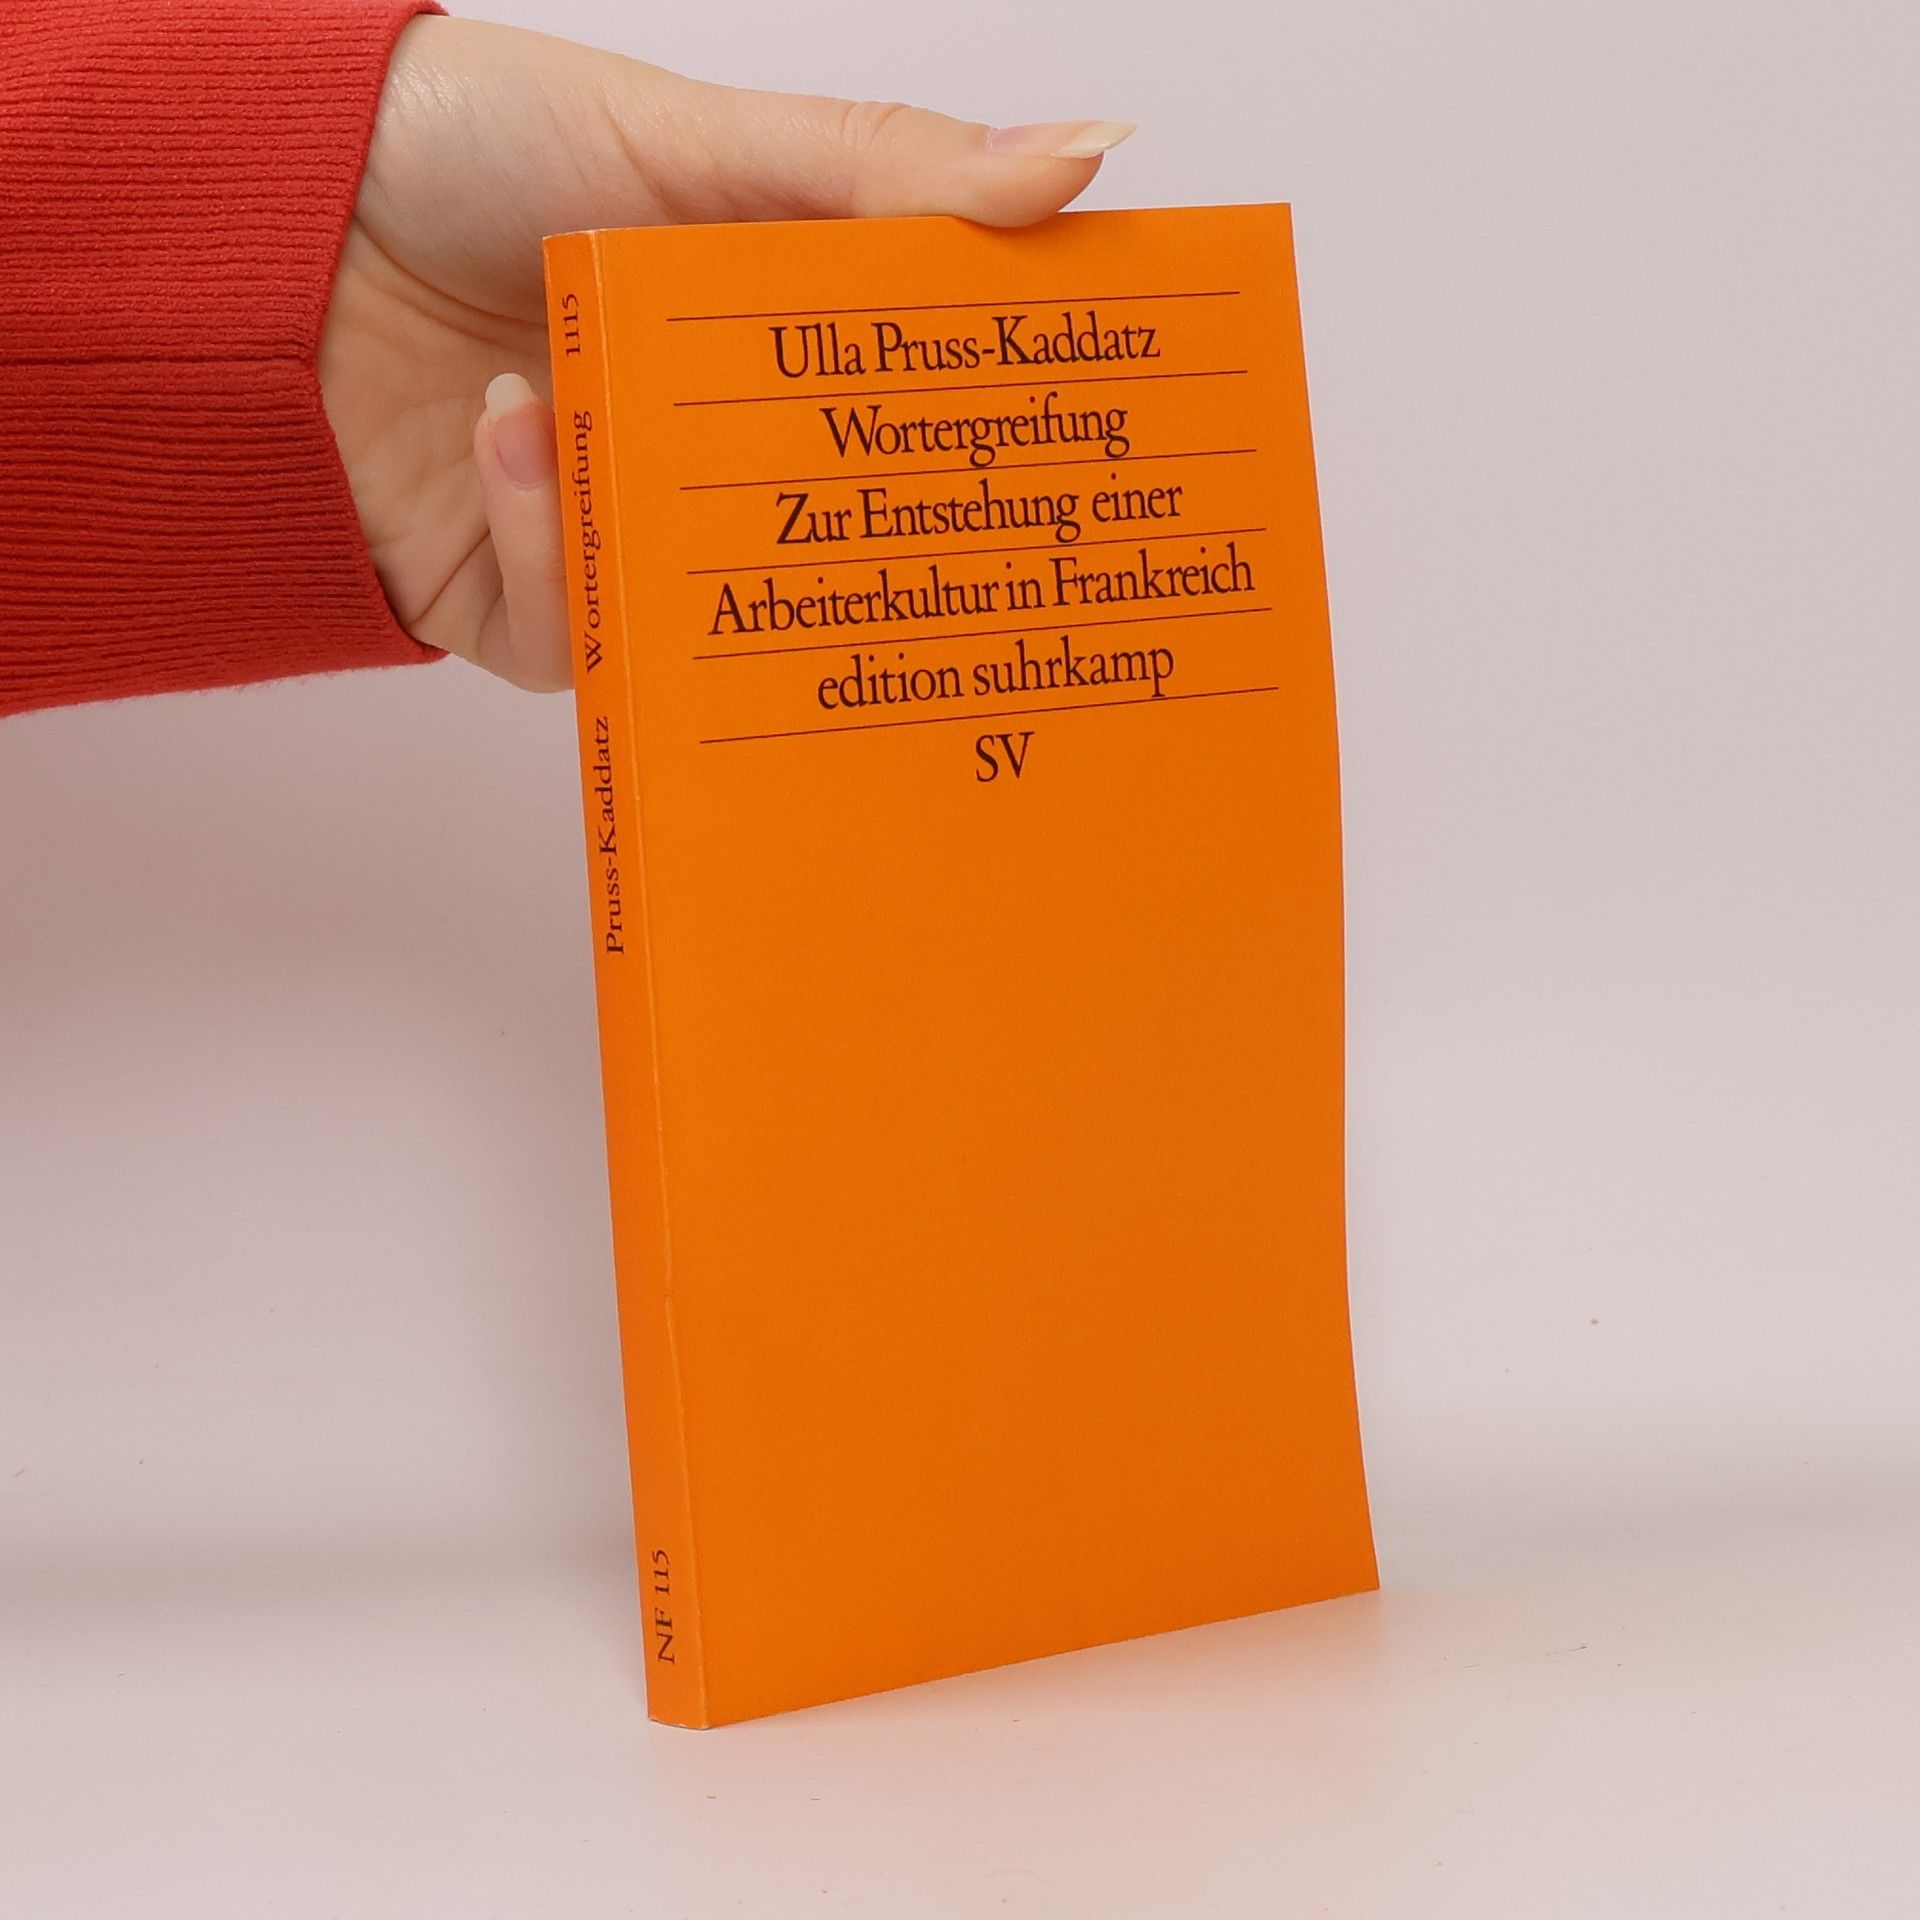 Ulla Pruss-Kaddatz
Wortergreifung
Zur Entstehung einer
Arbeiterkultur in Frankreich
edition suhrkamp
SV
Pruss-Kaddatz Wortergreifung 1115
NF 115